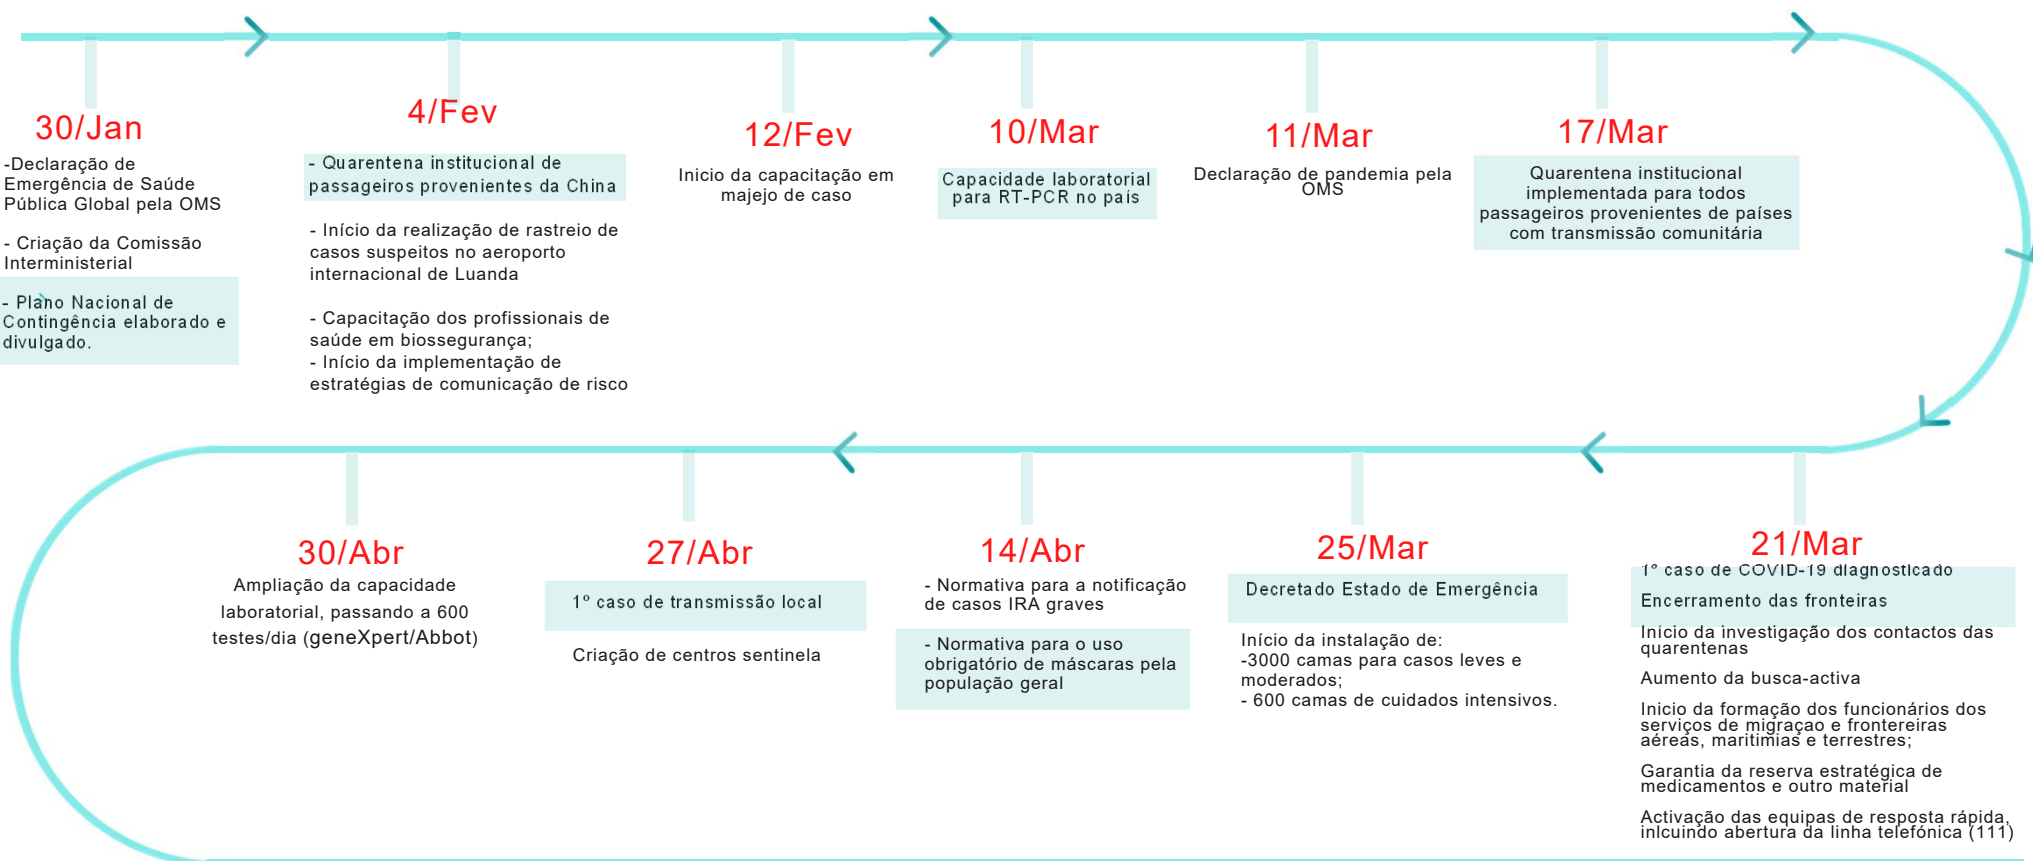 30/Jan
-Declaração de
Emergência de Saúde
Pública Global pela OMS
- Criação da Comissão
Interministerial
- Plano Nacional de
Contingência elaborado e
divulgado.
4/Fev
- Quarentena institucional de
passageiros provenientes da China
- Início da realização de rastreio de
casos suspeitos no aeroporto
internacional de Luanda
- Capacitação dos profissionais de
saúde em biossegurança;
- Início da implementação de
estratégias de comunicação de risco
12/Fev
Inicio da capacitação em
majejo de caso
10/Mar
Capacidade laboratorial
para RT-PCR no país
11/Mar
Declaração de pandemia pela
OMS
17/Mar
Quarentena institucional
implementada para todos
passageiros provenientes de países
com transmissão comunitária
21/Mar
1º caso de COVID-19 diagnosticado
Encerramento das fronteiras
Início da investigação dos contactos das
quarentenas
Aumento da busca-activa
Inicio da formação dos funcionários dos
serviços de migraçao e frontereiras
aéreas, maritimias e terrestres;
Garantia da reserva estratégica de
medicamentos e outro material
Activação das equipas de resposta rápida,
inlcuindo abertura da linha telefónica (111)
25/Mar
Decretado Estado de Emergência
Início da instalação de:
-3000 camas para casos leves e
moderados;
- 600 camas de cuidados intensivos.
14/Abr
- Normativa para a notificação
de casos IRA graves
- Normativa para o uso
obrigatório de máscaras pela
população geral
27/Abr
1º caso de transmissão local
Criação de centros sentinela
30/Abr
Ampliação da capacidade
laboratorial, passando a 600
testes/dia (geneXpert/Abbot)